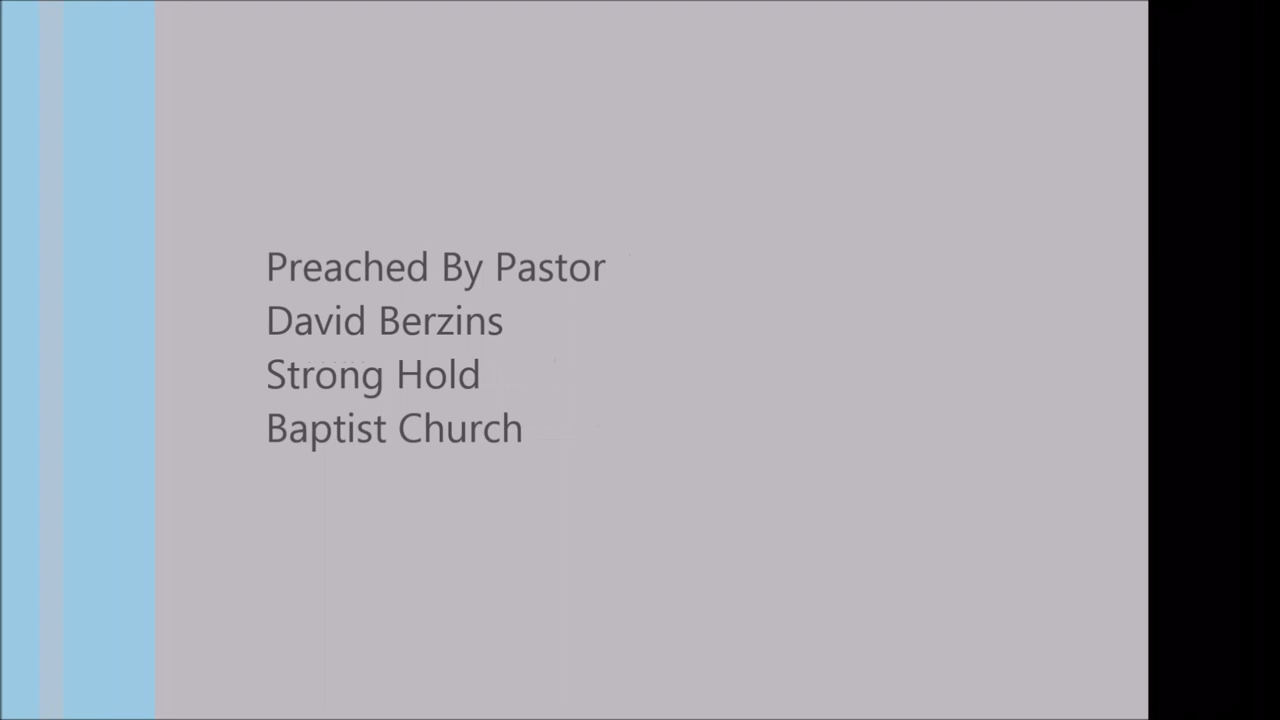 Preached By Pastor
David Berzins
Strong Hold
Baptist Church